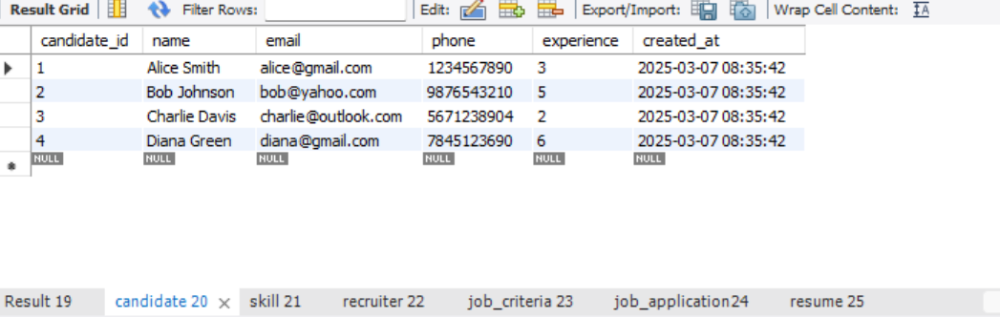 Result Grid Filter Rows: Edit: Export/Import: Wrap Cell Content:
candidate_id name email phone experience created_at
1 Alice Smith alice@gmail.com 1234567890 3 2025-03-07 08:35:42
2 Bob Johnson bob@yahoo.com 9876543210 5 2025-03-07 08:35:42
3 Charlie Davis charlie@outlook.com 5671238904 2 2025-03-07 08:35:42
4 Diana Green diana@gmail.com 7845123690 6 2025-03-07 08:35:42
NULL NULL NULL NULL NULL NULL
Result 19 candidate 20 skill 21 recruiter 22 job_criteria 23 job_application24 resume 25